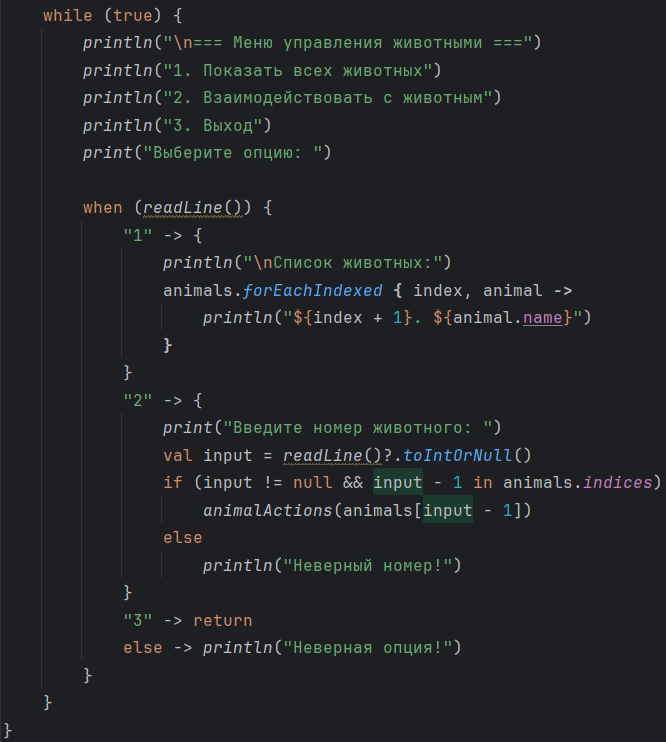 while (true) {
println("\n=== Меню управления животными ===")
println("1. Показать всех животных")
println("2. Взаимодействовать с животным")
println("3. Выход")
print("Выберите опцию: ")
when (readLine()) {
"1" -> {
println("\nСписок животных:")
animals.forEachIndexed { index, animal ->
println("${index + 1}. ${animal.name}")
}
}
"2" -> {
print("Введите номер животного: ")
val input = readLine()?.toIntOrNull()
if (input != null && input - 1 in animals.indices)
animalActions(animals[input - 1])
else
println("Неверный номер!")
}
"3" -> return
else -> println("Неверная опция!")
}
}
}